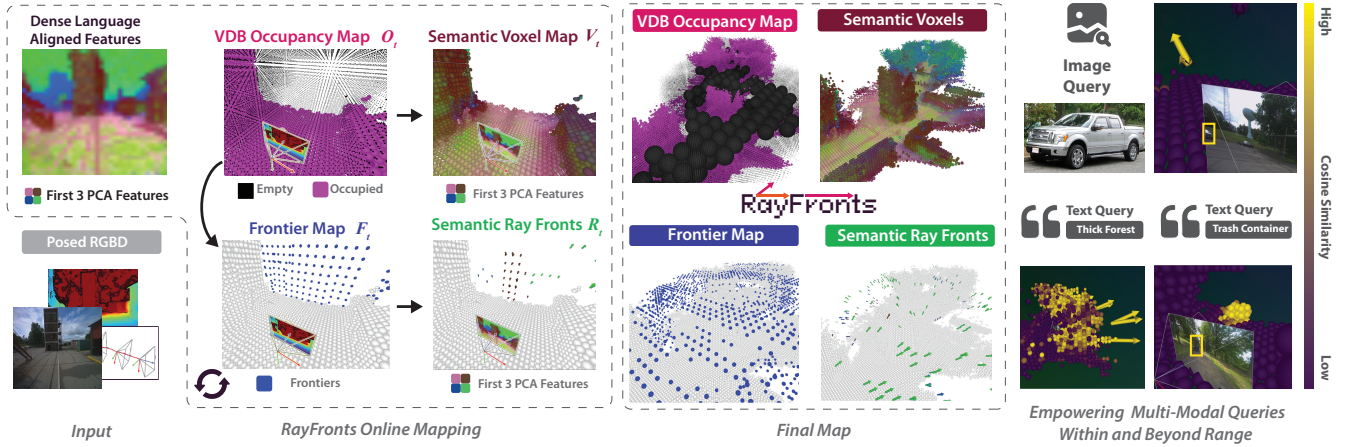 Dense Language
Aligned Features
First 3 PCA Features
Posed RGBD
Input
VDB Occupancy Map O_t
Empty
Occupied
Semantic Voxel Map V_t
First 3 PCA Features
Frontier Map F_t
Frontiers
Semantic Ray Fronts R_t
First 3 PCA Features
RayFronts Online Mapping
VDB Occupancy Map
Semantic Voxels
RayFronts
Frontier Map
Semantic Ray Fronts
Final Map
Image
Query
Text Query
Thick Forest
Text Query
Trash Container
Empowering Multi-Modal Queries
Within and Beyond Range
High
Cosine Similarity
Low